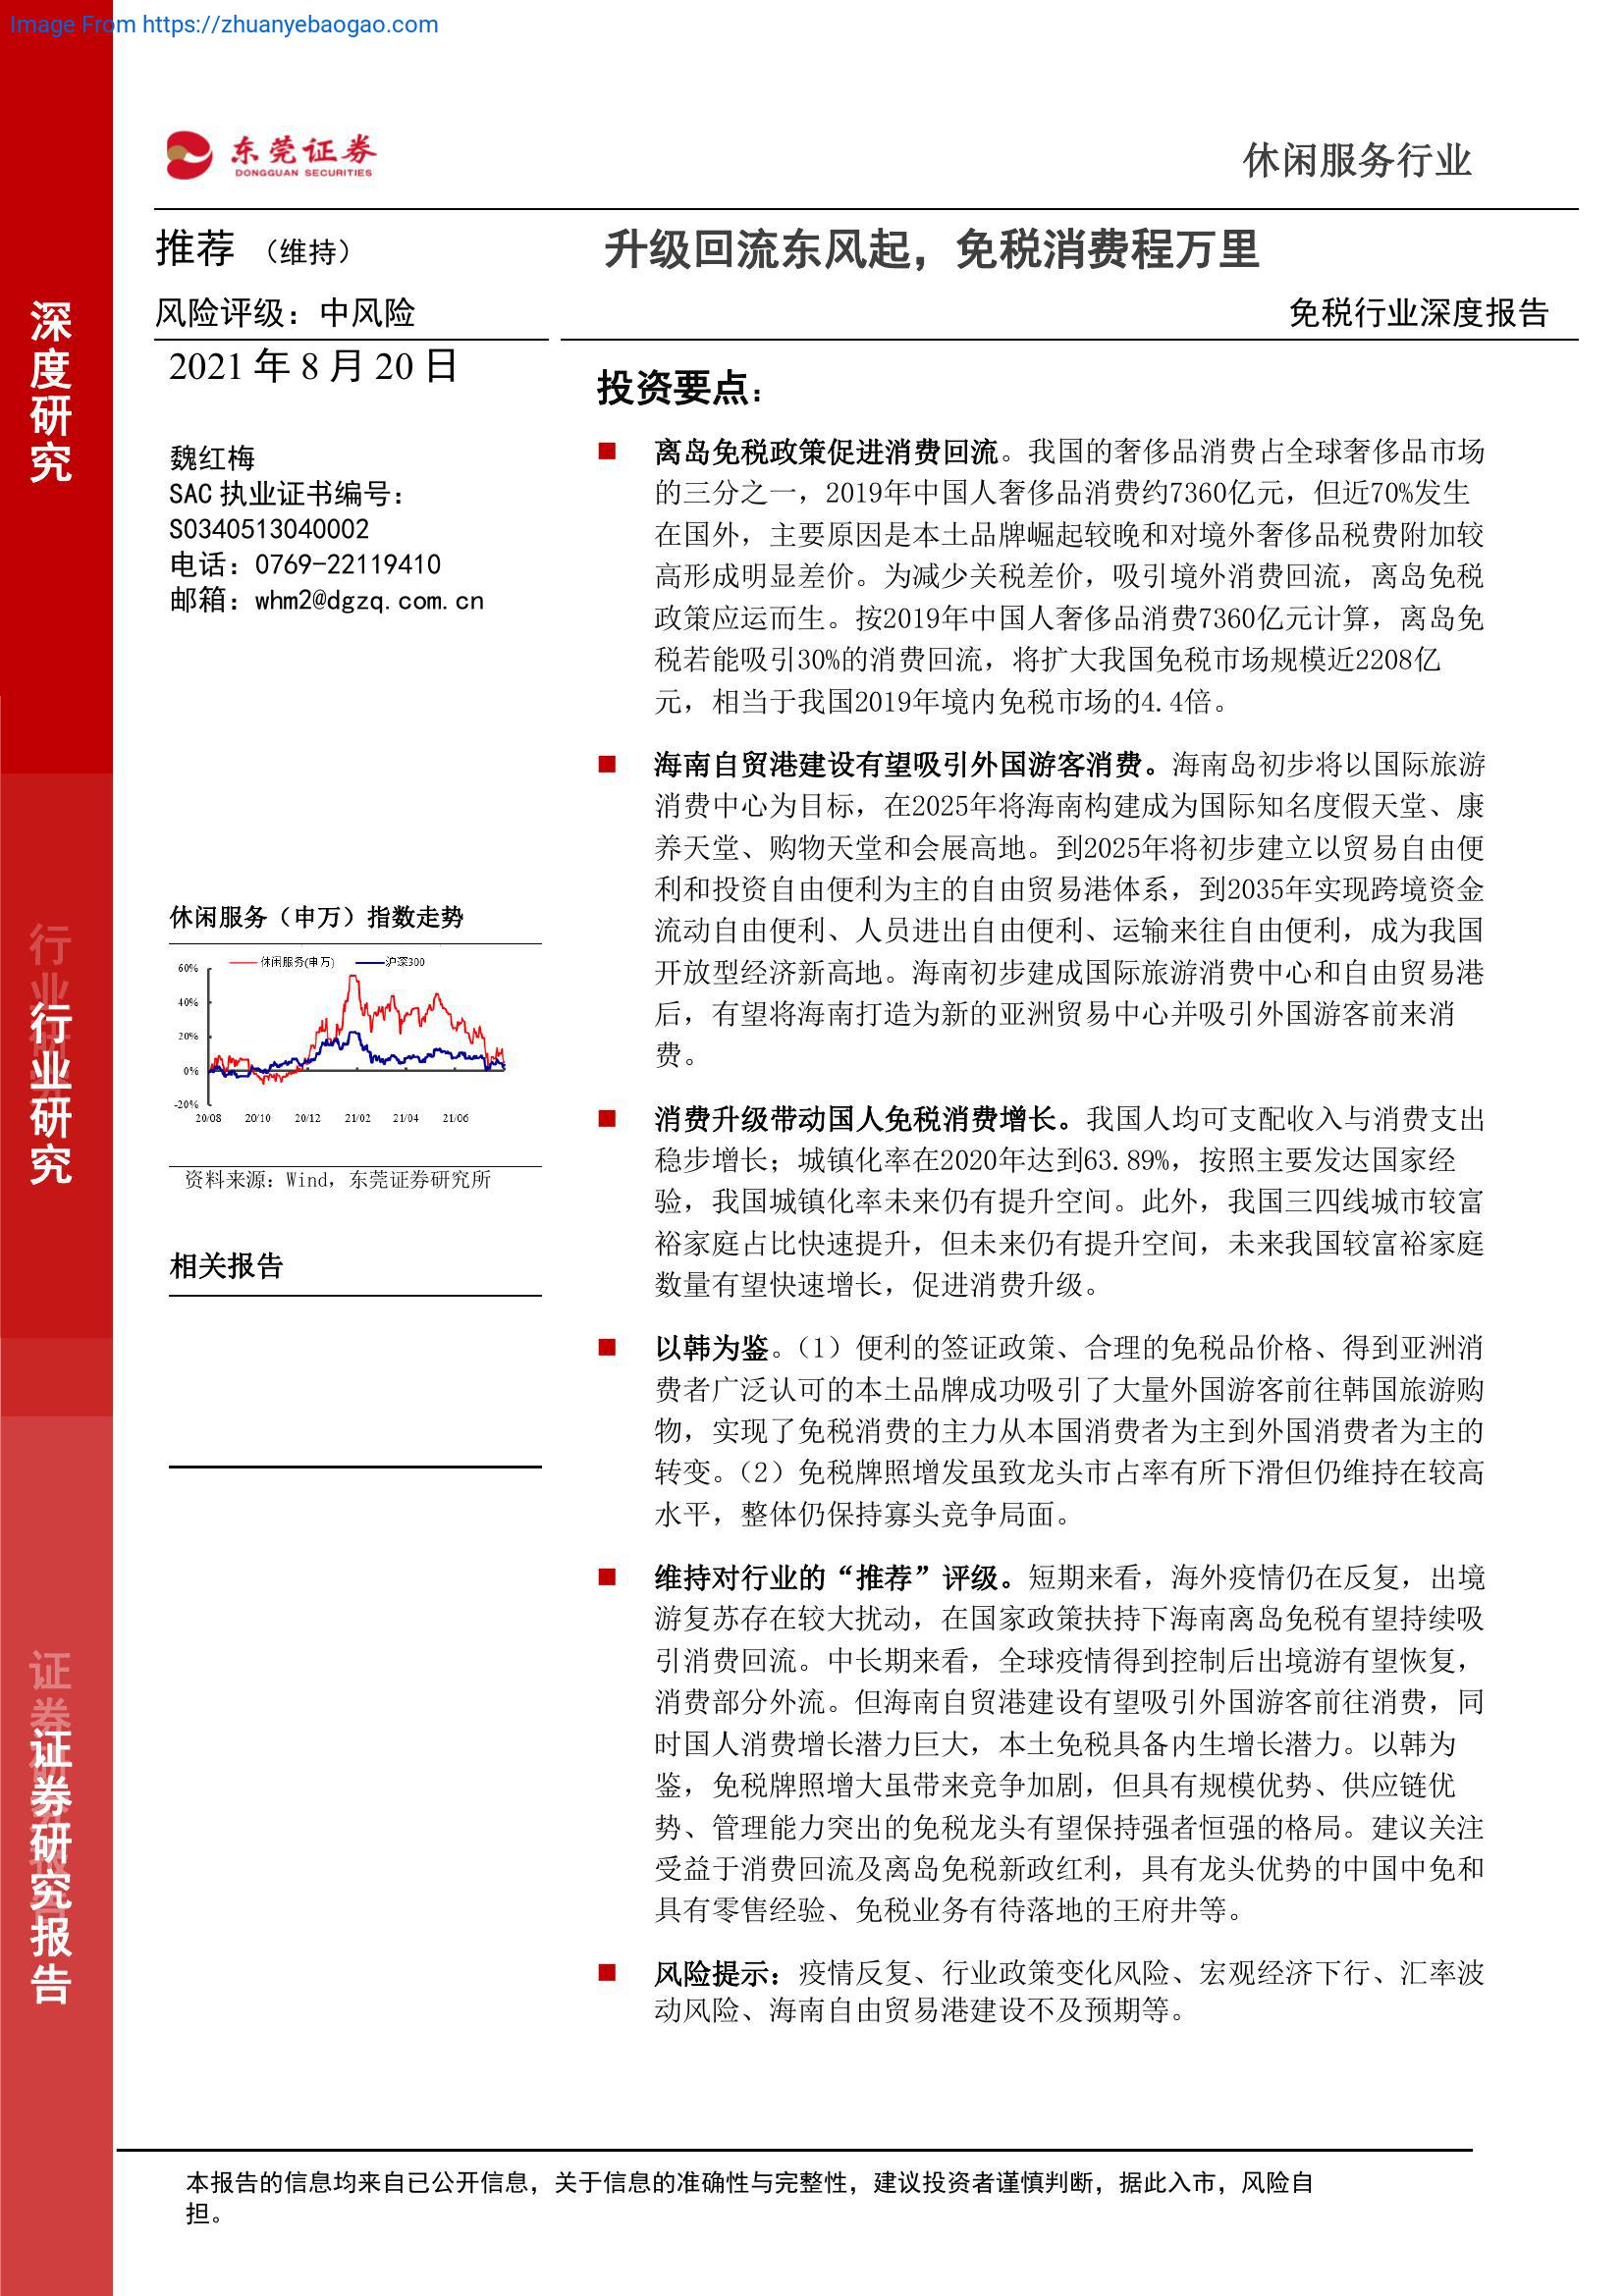 Image From https://zhuanyebaogao.com
东莞证券
DONGGUAN SECURITIES
休闲服务行业
推荐 （维持）
升级回流东风起，免税消费程万里
风险评级：中风险
免税行业深度报告
2021 年 8 月 20 日
魏红梅
SAC 执业证书编号：
S0340513040002
电话：0769-22119410
邮箱：whm2@dgzq.com.cn
休闲服务（申万）指数走势
休闲服务(申万)
沪深300
60%
40%
20%
0%
-20%
20/08 20/10 20/12 21/02 21/04 21/06
资料来源：Wind，东莞证券研究所
相关报告
投资要点：
离岛免税政策促进消费回流。我国的奢侈品消费占全球奢侈品市场
的三分之一，2019年中国人奢侈品消费约7360亿元，但近70%发生
在国外，主要原因是本土品牌崛起较晚和对境外奢侈品税费附加较
高形成明显差价。为减少关税差价，吸引境外消费回流，离岛免税
政策应运而生。按2019年中国人奢侈品消费7360亿元计算，离岛免
税若能吸引30%的消费回流，将扩大我国免税市场规模近2208亿
元，相当于我国2019年境内免税市场的4.4倍。
海南自贸港建设有望吸引外国游客消费。海南岛初步将以国际旅游
消费中心为目标，在2025年将海南构建成为国际知名度假天堂、康
养天堂、购物天堂和会展高地。到2025年将初步建立以贸易自由便
利和投资自由便利为主的自由贸易港体系，到2035年实现跨境资金
流动自由便利、人员进出自由便利、运输来往自由便利，成为我国
开放型经济新高地。海南初步建成国际旅游消费中心和自由贸易港
后，有望将海南打造为新的亚洲贸易中心并吸引外国游客前来消
费。
消费升级带动国人免税消费增长。我国人均可支配收入与消费支出
稳步增长；城镇化率在2020年达到63.89%，按照主要发达国家经
验，我国城镇化率未来仍有提升空间。此外，我国三四线城市较富
裕家庭占比快速提升，但未来仍有提升空间，未来我国较富裕家庭
数量有望快速增长，促进消费升级。
以韩为鉴。（1）便利的签证政策、合理的免税品价格、得到亚洲消
费者广泛认可的本土品牌成功吸引了大量外国游客前往韩国旅游购
物，实现了免税消费的主力从本国消费者为主到外国消费者为主的
转变。（2）免税牌照增发虽致龙头市占率有所下滑但仍维持在较高
水平，整体仍保持寡头竞争局面。
维持对行业的“推荐”评级。短期来看，海外疫情仍在反复，出境
游复苏存在较大扰动，在国家政策扶持下海南离岛免税有望持续吸
引消费回流。中长期来看，全球疫情得到控制后出境游有望恢复，
消费部分外流。但海南自贸港建设有望吸引外国游客前往消费，同
时国人消费增长潜力巨大，本土免税具备内生增长潜力。以韩为
鉴，免税牌照增大虽带来竞争加剧，但具有规模优势、供应链优
势、管理能力突出的免税龙头有望保持强者恒强的格局。建议关注
受益于消费回流及离岛免税新政红利，具有龙头优势的中国中免和
具有零售经验、免税业务有待落地的王府井等。
风险提示：疫情反复、行业政策变化风险、宏观经济下行、汇率波
动风险、海南自由贸易港建设不及预期等。
深度研究
行业研究
证券研究报告
本报告的信息均来自已公开信息，关于信息的准确性与完整性，建议投资者谨慎判断，据此入市，风险自
担。